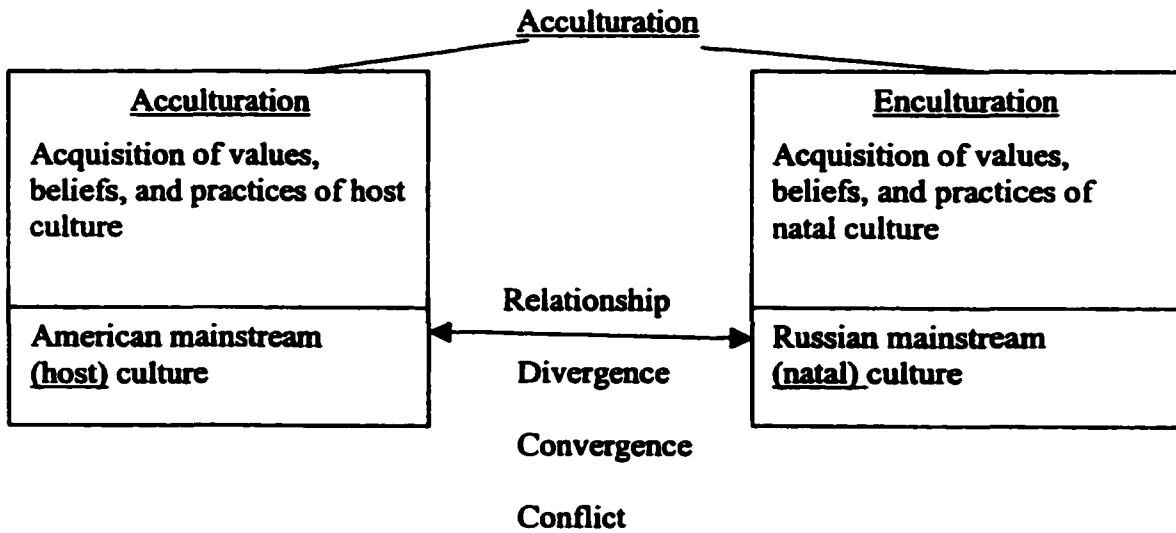 Acculturation
Acculturation
Acquisition of values,
beliefs, and practices of host
culture
American mainstream
(host) culture
Relationship
Divergence
Convergence
Conflict
Enculturation
Acquisition of values,
beliefs, and practices of
natal culture
Russian mainstream
(natal) culture